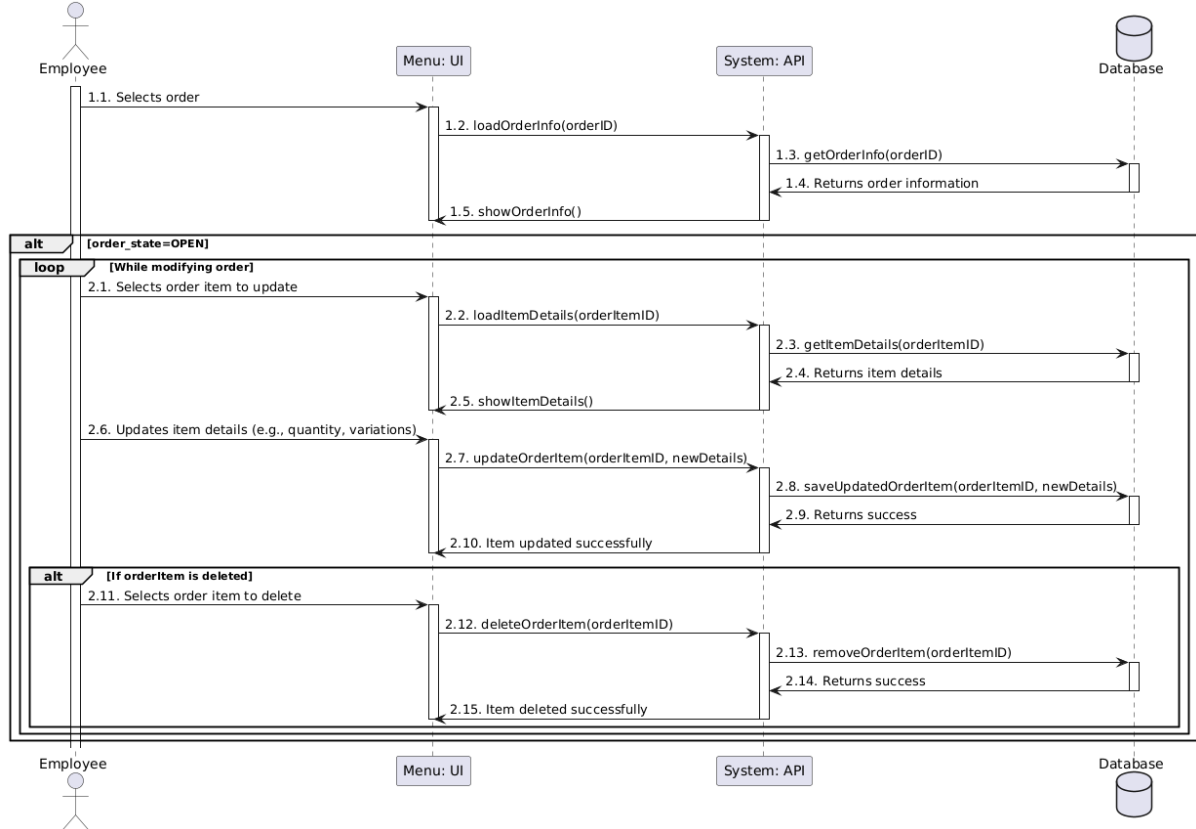 Employee
Menu: UI
System: API
Database
1.1. Selects order
1.2. loadOrderInfo(orderID)
1.3. getOrderInfo(orderID)
1.4. Returns order information
1.5. showOrderInfo()
alt [order_state=OPEN]
loop [While modifying order]
2.1. Selects order item to update
2.2. loadItemDetails(orderItemID)
2.3. getItemDetails(orderItemID)
2.4. Returns item details
2.5. showItemDetails()
2.6. Updates item details (e.g., quantity, variations)
2.7. updateOrderItem(orderItemID, newDetails)
2.8. saveUpdatedOrderItem(orderItemID, newDetails)
2.9. Returns success
2.10. Item updated successfully
alt [If orderItem is deleted]
2.11. Selects order item to delete
2.12. deleteOrderItem(orderItemID)
2.13. removeOrderItem(orderItemID)
2.14. Returns success
2.15. Item deleted successfully
Employee
Menu: UI
System: API
Database